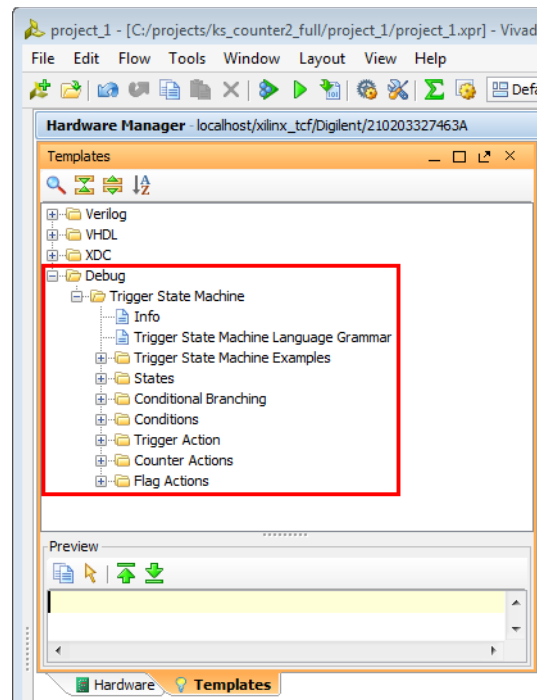 project_1 - [C:/projects/ks_counter2_full/project_1/project_1.xpr] - Vivad
File Edit Flow Tools Window Layout View Help
Defa
Hardware Manager - localhost/xilinx_tcf/Digilent/210203327463A
Templates
Verilog
VHDL
XDC
Debug
Trigger State Machine
Info
Trigger State Machine Language Grammar
Trigger State Machine Examples
States
Conditional Branching
Conditions
Trigger Action
Counter Actions
Flag Actions
Preview
Hardware Templates